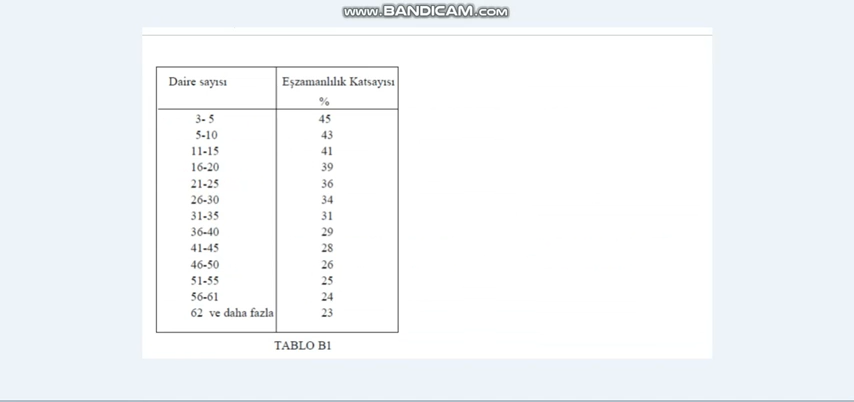 www.BANDICAM.com
Daire sayısı Eşzamanlılık Katsayısı
%
3- 5 45
5-10 43
11-15 41
16-20 39
21-25 36
26-30 34
31-35 31
36-40 29
41-45 28
46-50 26
51-55 25
56-61 24
62 ve daha fazla 23
TABLO B1